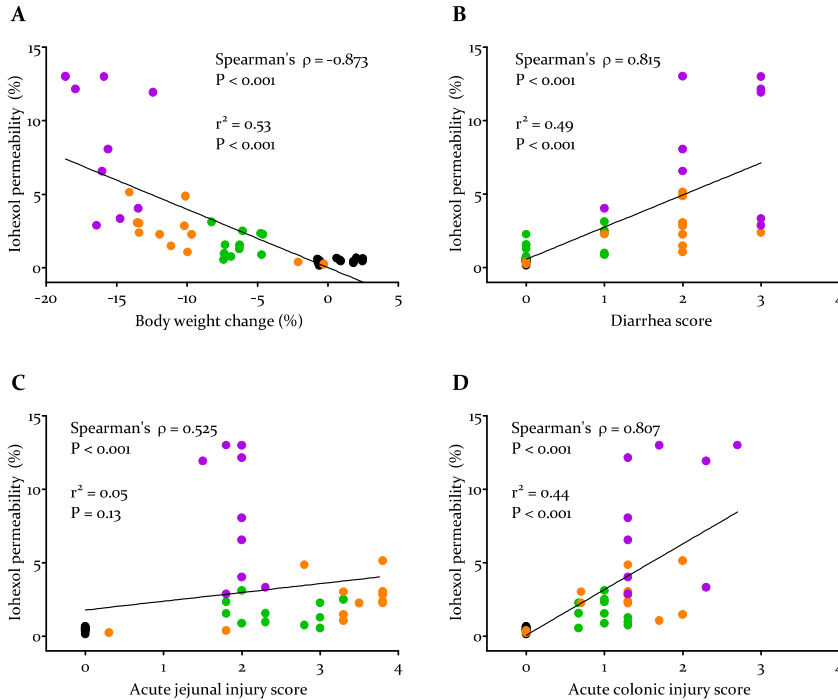 A
Spearman's ρ = -0.873
P < 0.001
r² = 0.53
P < 0.001
Iohexol permeability (%)
15
10
5
0
-20
-15
-10
-5
0
5
Body weight change (%)
B
Spearman's ρ = 0.815
P < 0.001
r² = 0.49
P < 0.001
Iohexol permeability (%)
15
10
5
0
0
1
2
3
4
Diarrhea score
C
Spearman's ρ = 0.525
P < 0.001
r² = 0.05
P = 0.13
Iohexol permeability (%)
15
10
5
0
0
1
2
3
4
Acute jejunal injury score
D
Spearman's ρ = 0.807
P < 0.001
r² = 0.44
P < 0.001
Iohexol permeability (%)
15
10
5
0
0
1
2
3
4
Acute colonic injury score